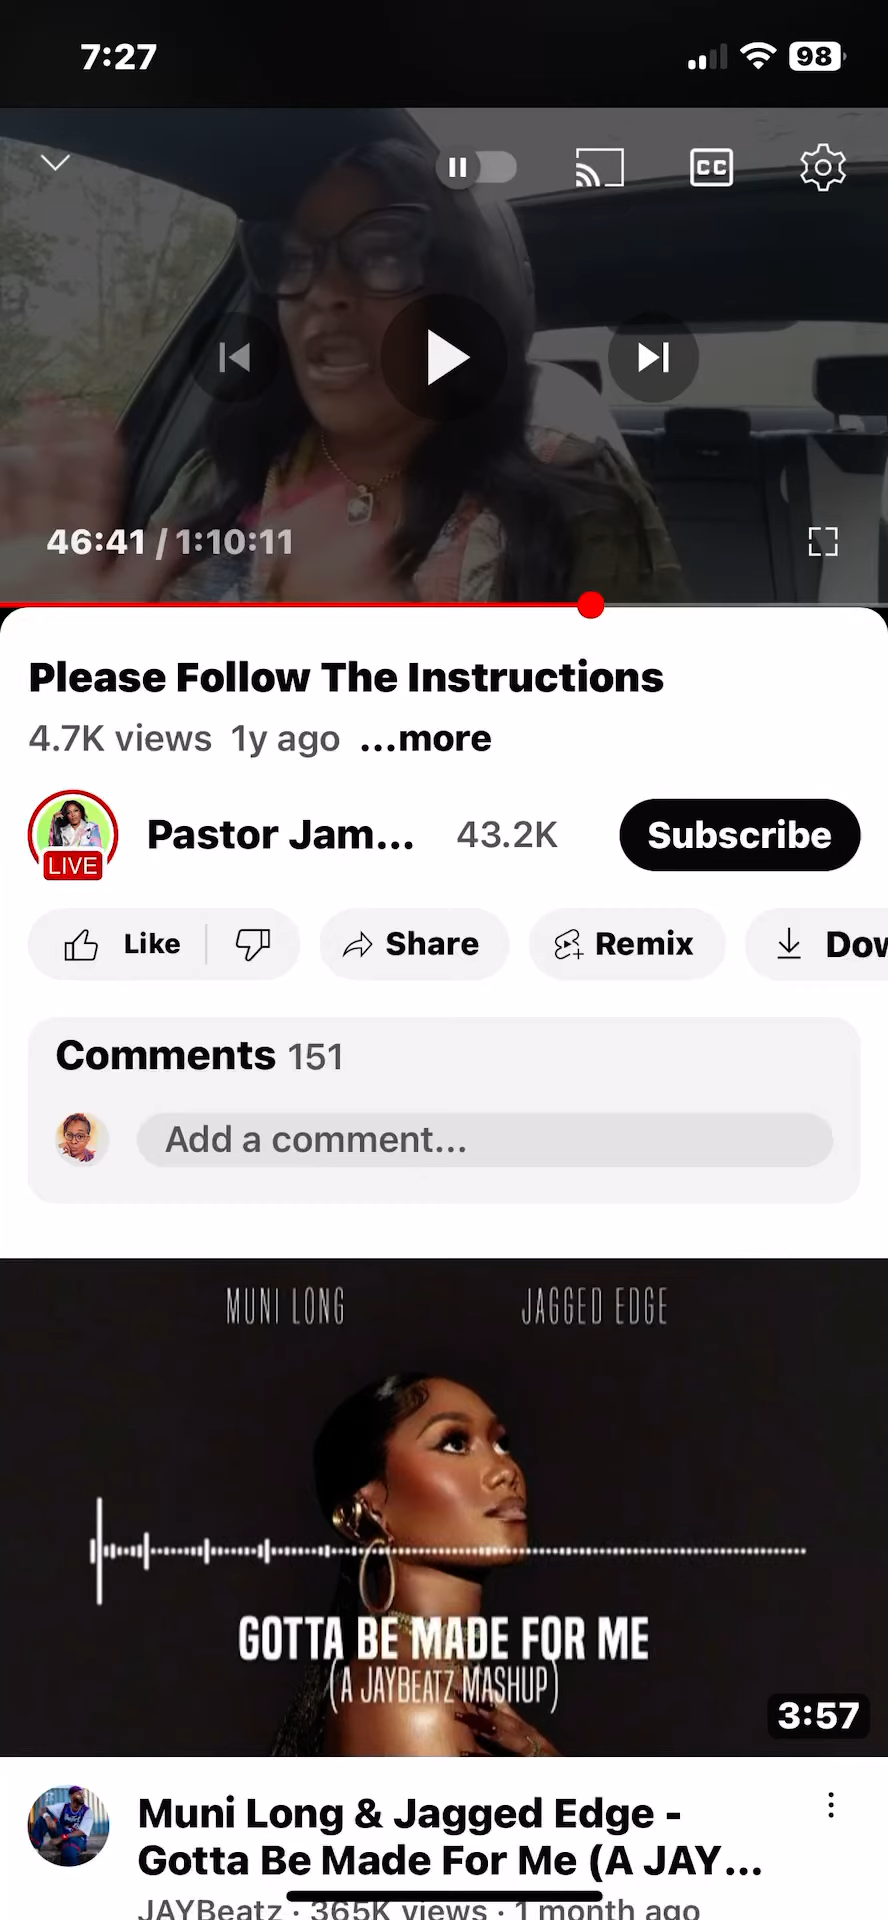 7:27
98
CC
46:41 / 1:10:11
Please Follow The Instructions
4.7K views 1y ago ...more
LIVE
Pastor Jam... 43.2K Subscribe
Like Share Remix Dow
Comments 151
Add a comment...
MUNI LONG JAGGED EDGE
GOTTA BE MADE FOR ME
(A JAYBEATZ MASHUP)
3:57
Muni Long & Jagged Edge -
Gotta Be Made For Me (A JAY...
JAYBeatz · 365K views · 1 month ago